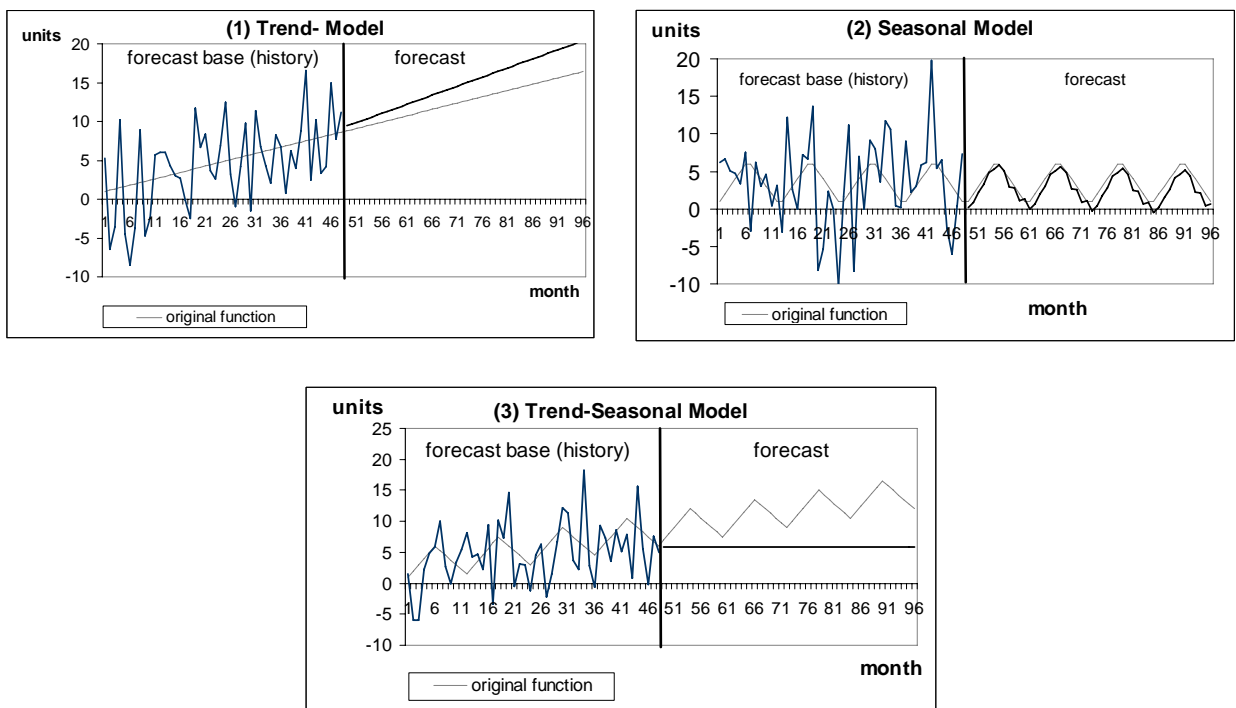 (1) Trend- Model
units
forecast base (history) forecast
20
15
10
5
0
-5
-10
1 6 11 16 21 26 31 36 41 46 51 56 61 66 71 76 81 86 91 96
month
original function
(2) Seasonal Model
units
forecast base (history) forecast
20
15
10
5
0
-5
-10
1 6 11 16 21 26 31 36 41 46 51 56 61 66 71 76 81 86 91 96
month
original function
(3) Trend-Seasonal Model
units
forecast base (history) forecast
25
20
15
10
5
0
-5
-10
1 6 11 16 21 26 31 36 41 46 51 56 61 66 71 76 81 86 91 96
month
original function